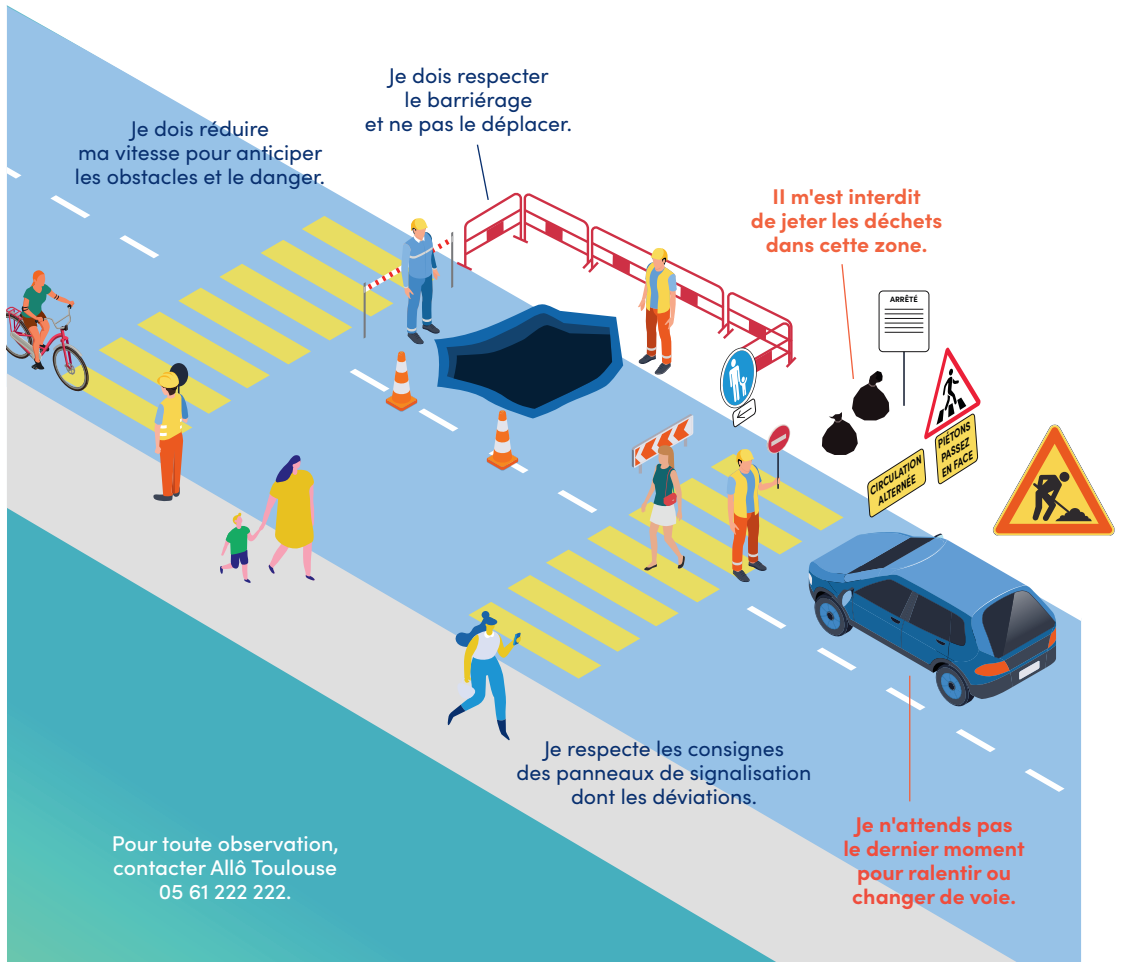 Je dois respecter
le barriérage
et ne pas le déplacer.
Je dois réduire
ma vitesse pour anticiper
les obstacles et le danger.
Il m'est interdit
de jeter les déchets
dans cette zone.
ARRÊTÉ
PIÉTONS
PASSEZ
EN FACE
CIRCULATION
ALTERNÉE
Je respecte les consignes
des panneaux de signalisation
dont les déviations.
Je n'attends pas
le dernier moment
pour ralentir ou
changer de voie.
Pour toute observation,
contacter Allô Toulouse
05 61 222 222.